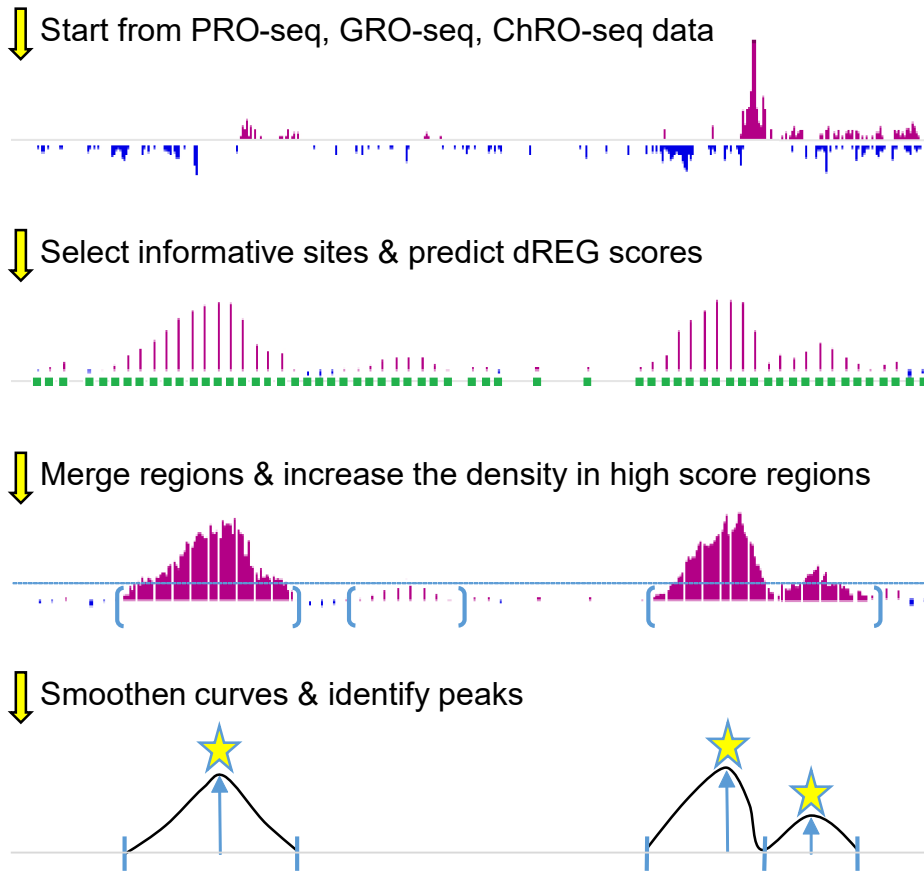 Start from PRO-seq, GRO-seq, ChRO-seq data
Select informative sites & predict dREG scores
Merge regions & increase the density in high score regions
Smoothen curves & identify peaks